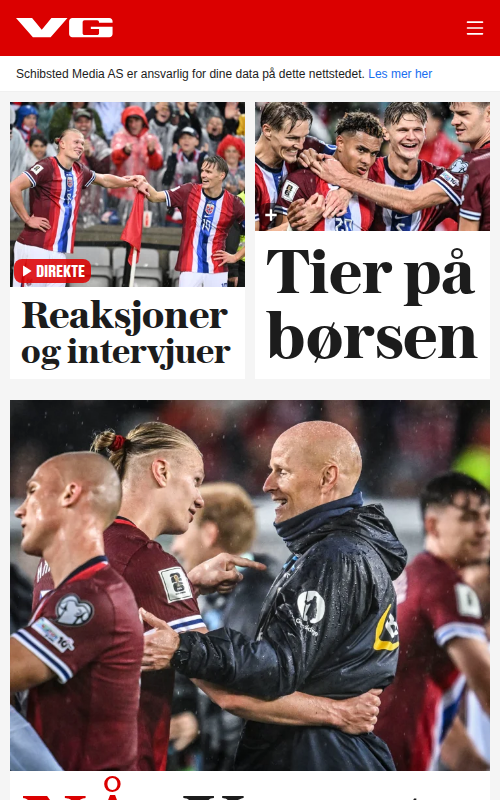 VG
Schibsted Media AS er ansvarlig for dine data på dette nettstedet. Les mer her
DIREKTE
Reaksjoner
og intervjuer
Tier på
børsen